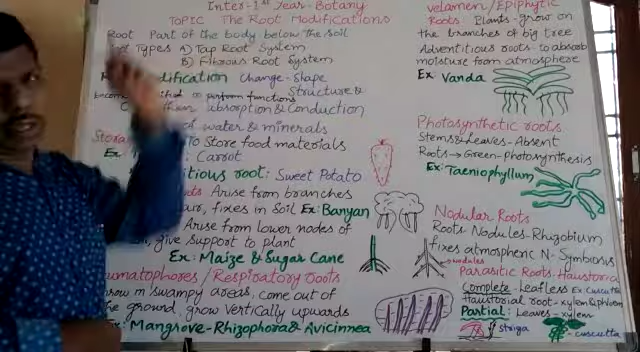 Inter-1st Year-Botany
TOPIC The Root Modifications
Root Part of the body below the soil
Types A) Tap Root System
B) Fibrous Root System
Change-Shape
Structure &
perform functions
absorption & Conduction
of water & minerals
To Store food materials
Ex: Carrot
root: Sweet Potato
Arise from branches
fixes in Soil Ex: Banyan
Arise from lower nodes of
give support to plant
Ex: Maize & Sugar Cane
/Respiratory Roots
in swampy areas, come out of
the ground, grow vertically upwards
Ex: Mangrove-Rhizophora & Avicinnea
velamen/Epiphytic
Roots: Plants-grow on
the branches of big tree
Adventitious roots-to absorb
moisture from atmosphere
Ex: Vanda
Photosynthetic roots
Stems & Leaves-Absent
Roots→Green-Photosynthesis
Ex: Taeniophyllum
Nodular Roots
Roots Nodules-Rhizobium
fixes atmospheric N-Symbions
nodules
Parasitic Roots-Haustoria
Complete-Leafless Ex Cuscutta
Haustorial root-xylem & phloem
Partial: Leaves-xylem
striga
-cuscutta